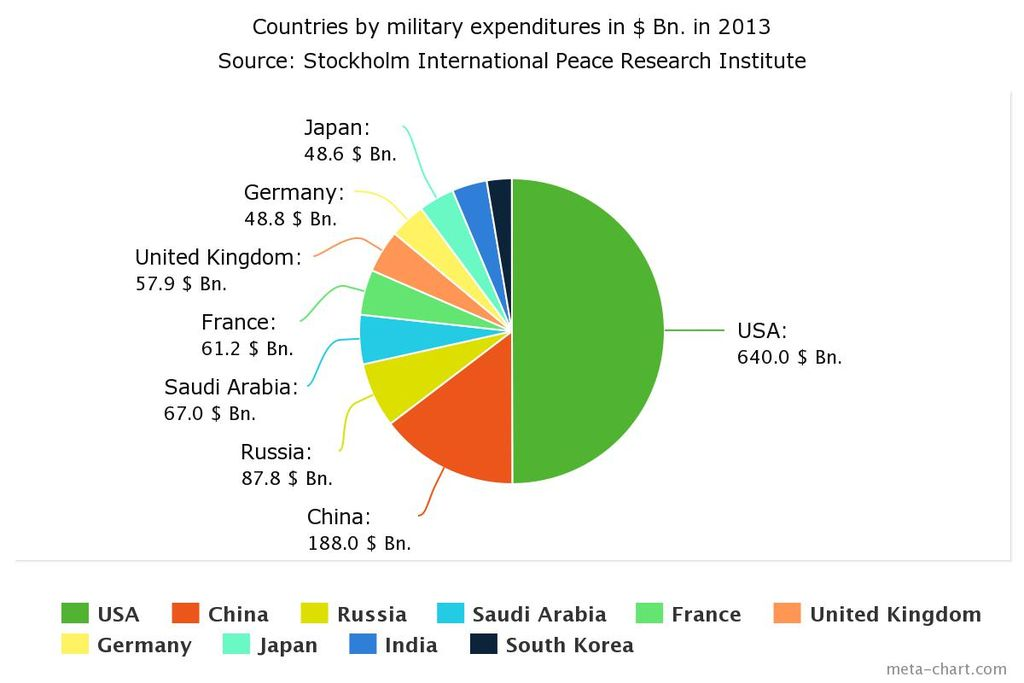 Countries by military expenditures in $ Bn. in 2013
Source: Stockholm International Peace Research Institute
Japan:
48.6 $ Bn.
Germany:
48.8 $ Bn.
United Kingdom:
57.9 $ Bn.
France:
61.2 $ Bn.
Saudi Arabia:
67.0 $ Bn.
Russia:
87.8 $ Bn.
China:
188.0 $ Bn.
USA:
640.0 $ Bn.
USA China Russia Saudi Arabia France United Kingdom
Germany Japan India South Korea
meta-chart.com